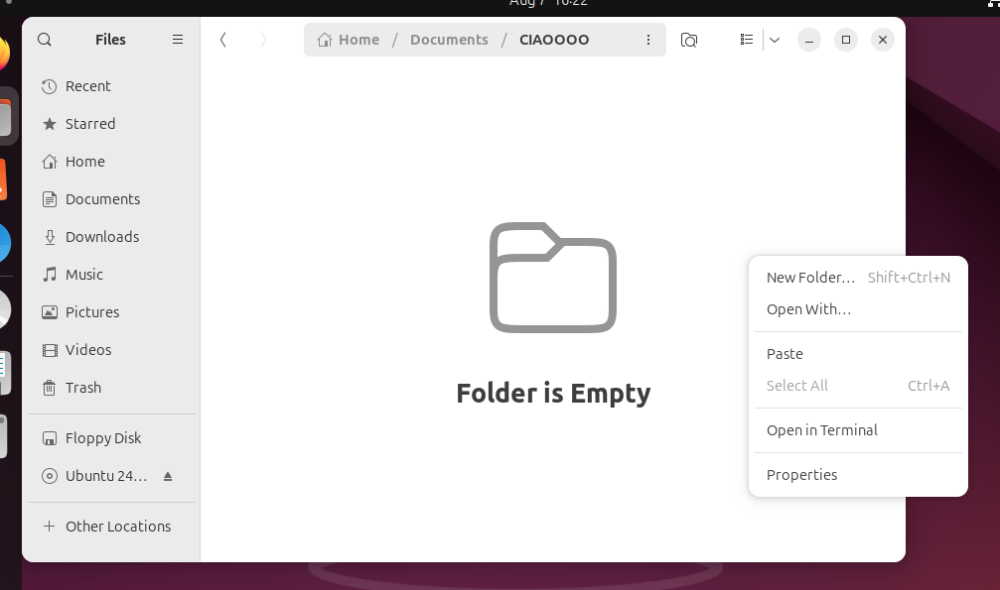 Aug 7 16:22
Files
Home / Documents / CIAOOOO
Recent
Starred
Home
Documents
Downloads
Music
Pictures
Videos
Trash
Floppy Disk
Ubuntu 24…
Other Locations
Folder is Empty
New Folder… Shift+Ctrl+N
Open With…
Paste
Select All Ctrl+A
Open in Terminal
Properties